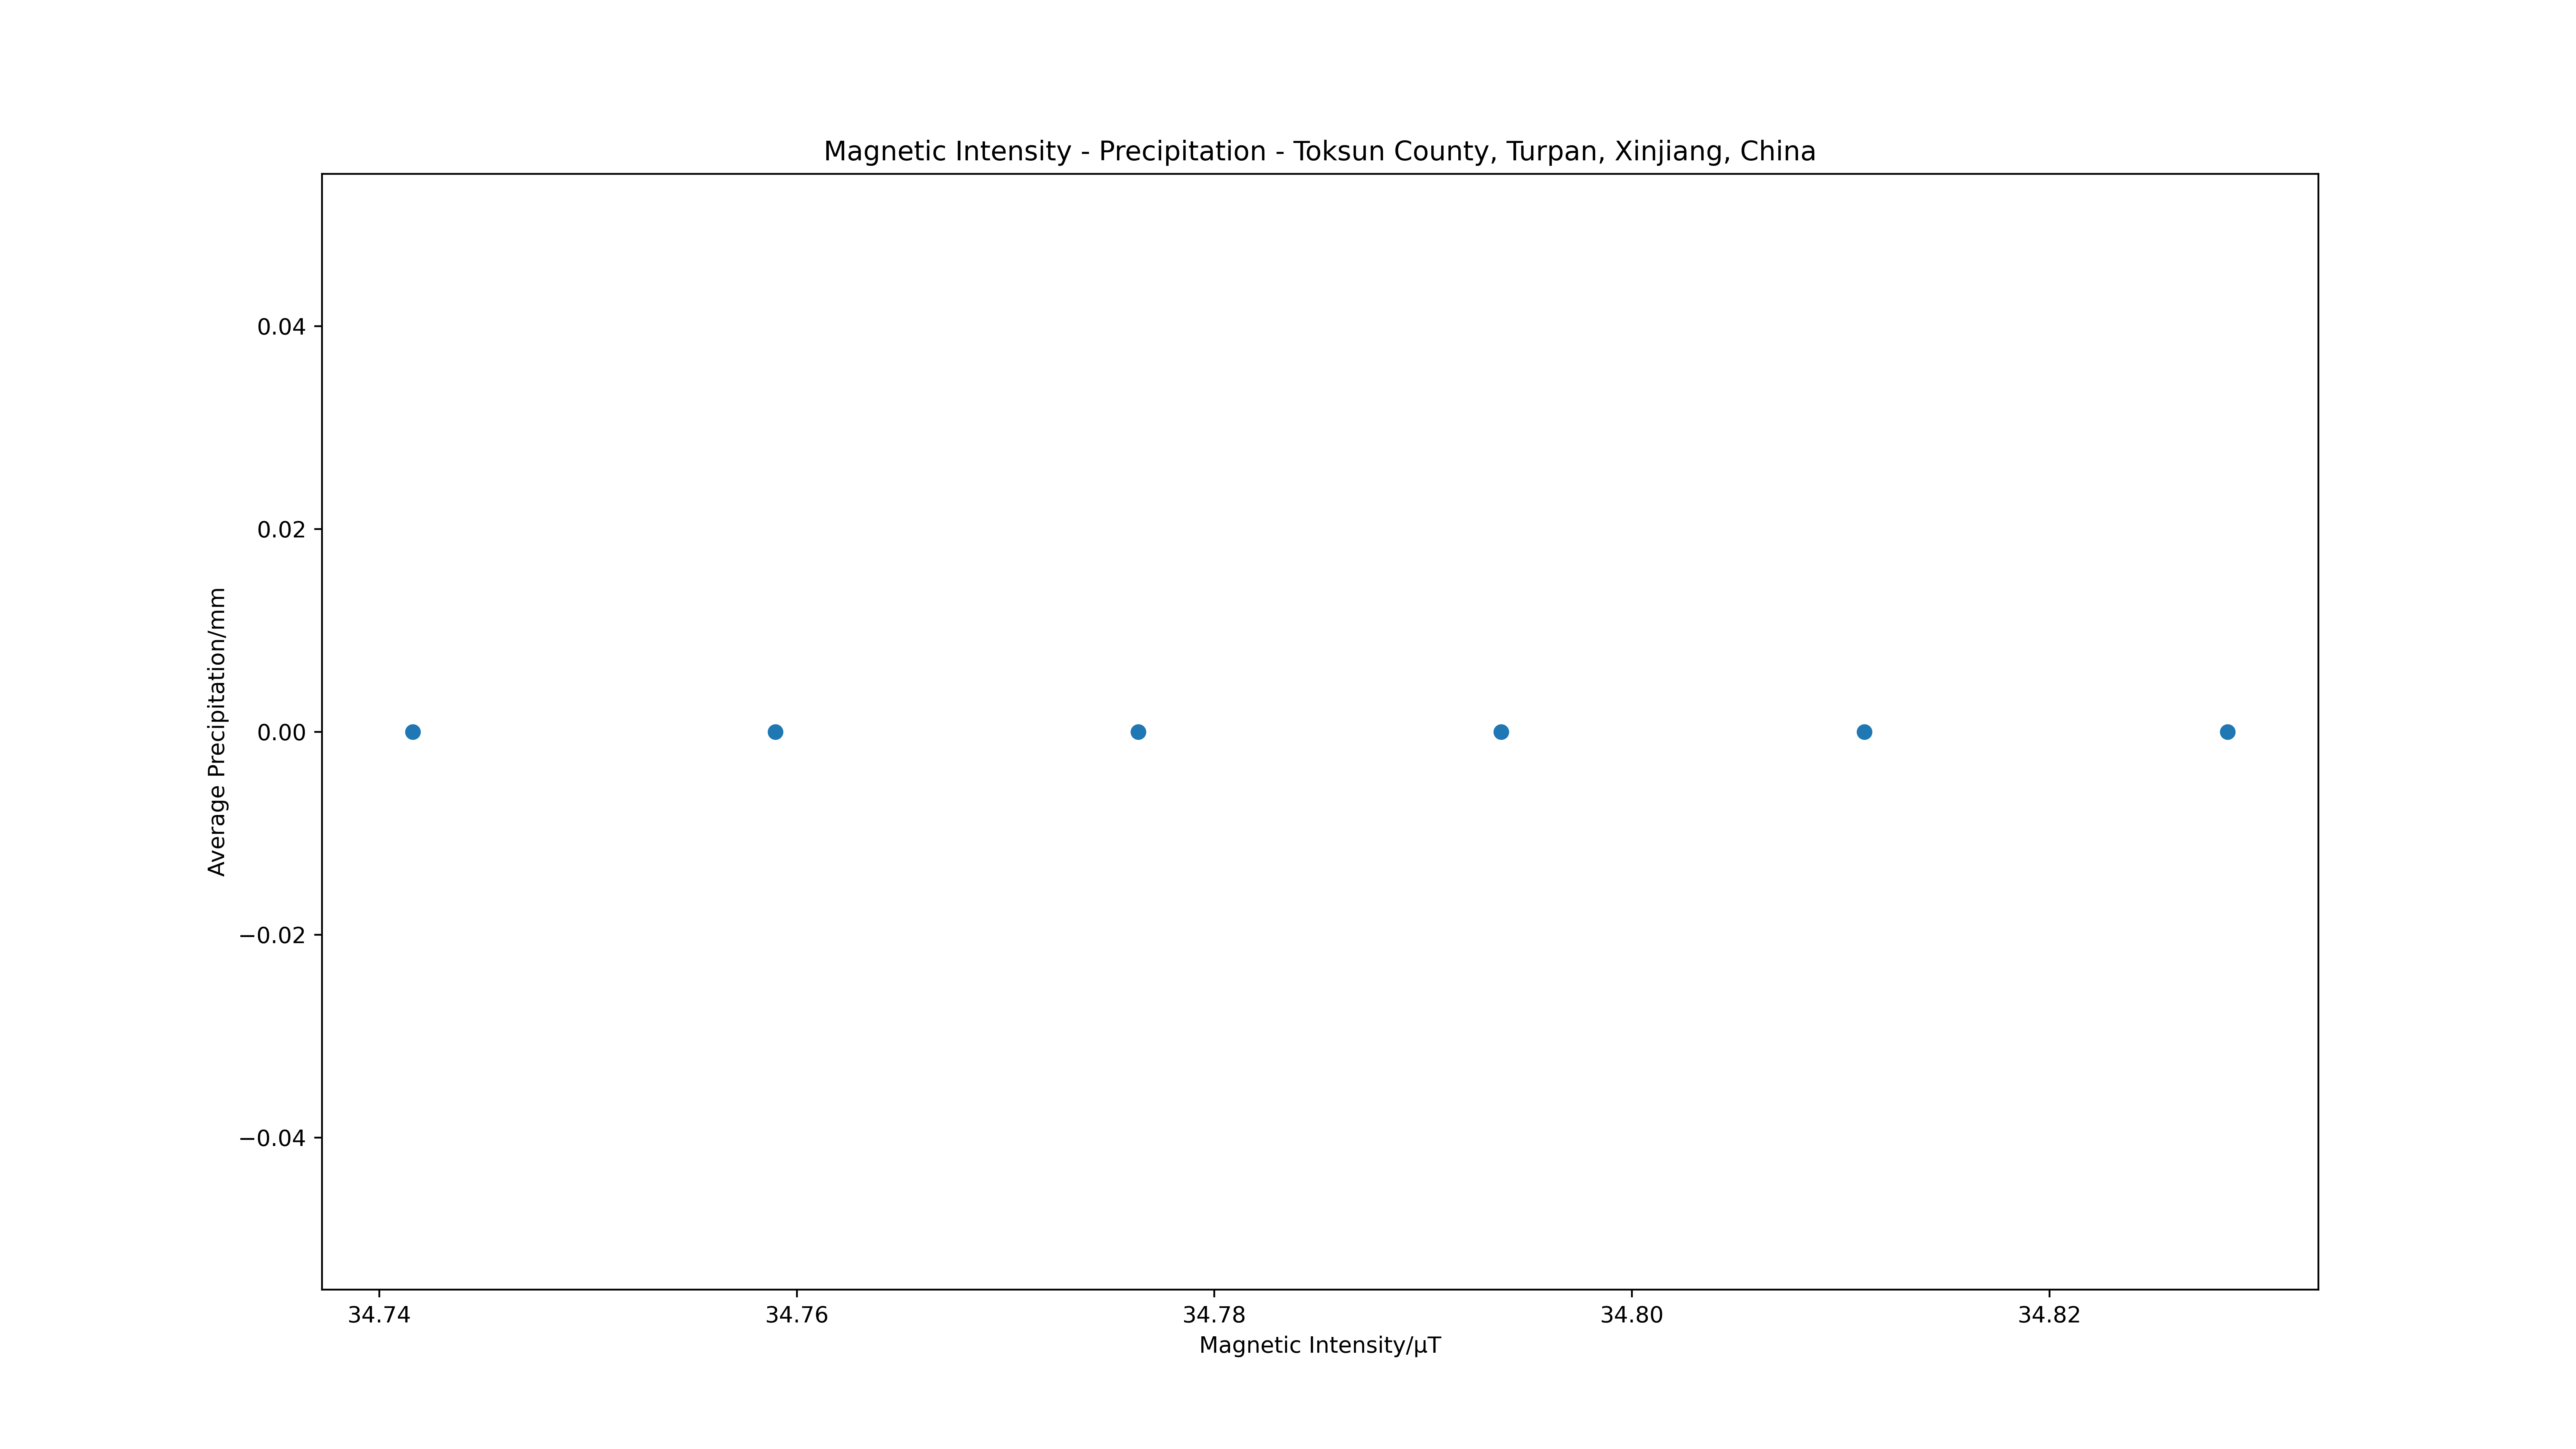 Magnetic Intensity - Precipitation - Toksun County, Turpan, Xinjiang, China
Average Precipitation/mm
0.04
0.02
0.00
−0.02
−0.04
34.74 34.76 34.78 34.80 34.82
Magnetic Intensity/μT